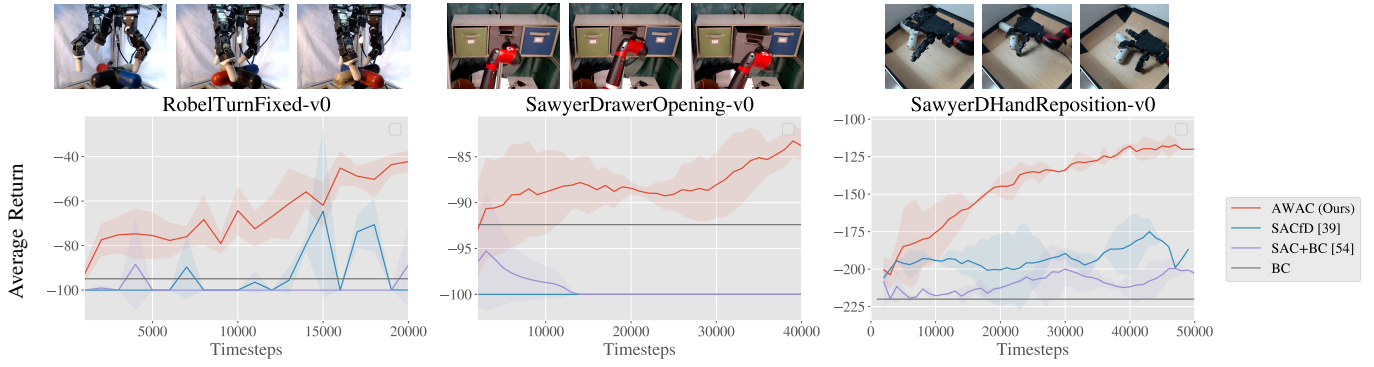 RobelTurnFixed-v0
SawyerDrawerOpening-v0
SawyerDHandReposition-v0
Average Return
−40
−60
−80
−100
5000
10000
15000
20000
Timesteps
−85
−90
−95
−100
10000
20000
30000
40000
Timesteps
−100
−125
−150
−175
−200
−225
0
10000
20000
30000
40000
50000
Timesteps
AWAC (Ours)
SACfD [39]
SAC+BC [54]
BC